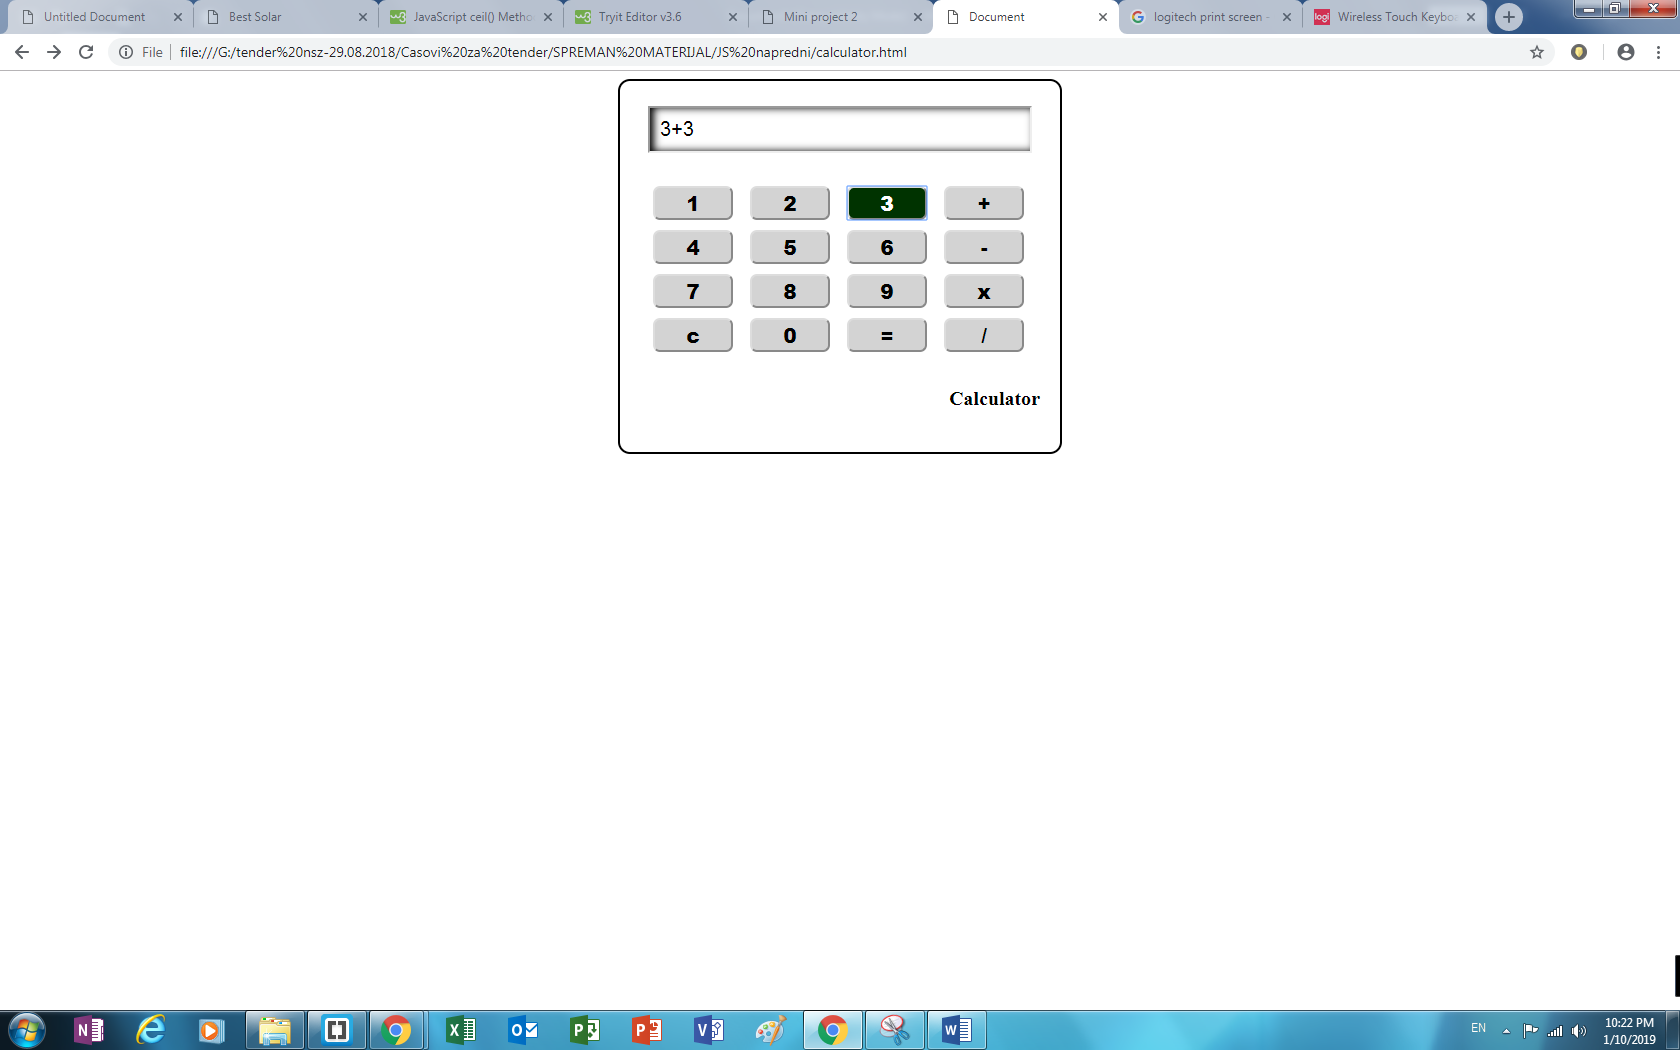 Untitled Document
Best Solar
JavaScript ceil() Metho
Tryit Editor v3.6
Mini project 2
Document
logitech print screen -
logi
Wireless Touch Keybo
File
file:///G:/tender%20nsz-29.08.2018/Casovi%20za%20tender/SPREMAN%20MATERIJAL/JS%20napredni/calculator.html
3+3
1 2 3 +
4 5 6 -
7 8 9 x
c 0 = /
Calculator
EN
10:22 PM
1/10/2019